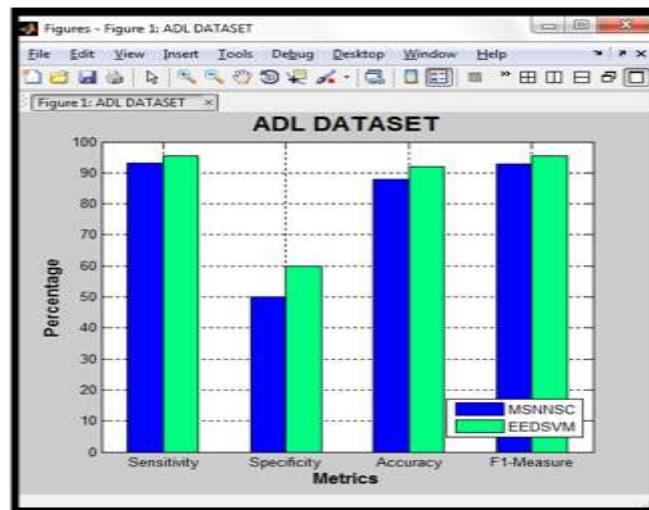 Figures - Figure 1: ADL DATASET
File Edit View Insert Tools Debug Desktop Window Help
Figure 1: ADL DATASET
ADL DATASET
Percentage
100
90
80
70
60
50
40
30
20
10
0
MSNNSC
EEDSVM
Sensitivity Specificity Accuracy F1-Measure
Metrics